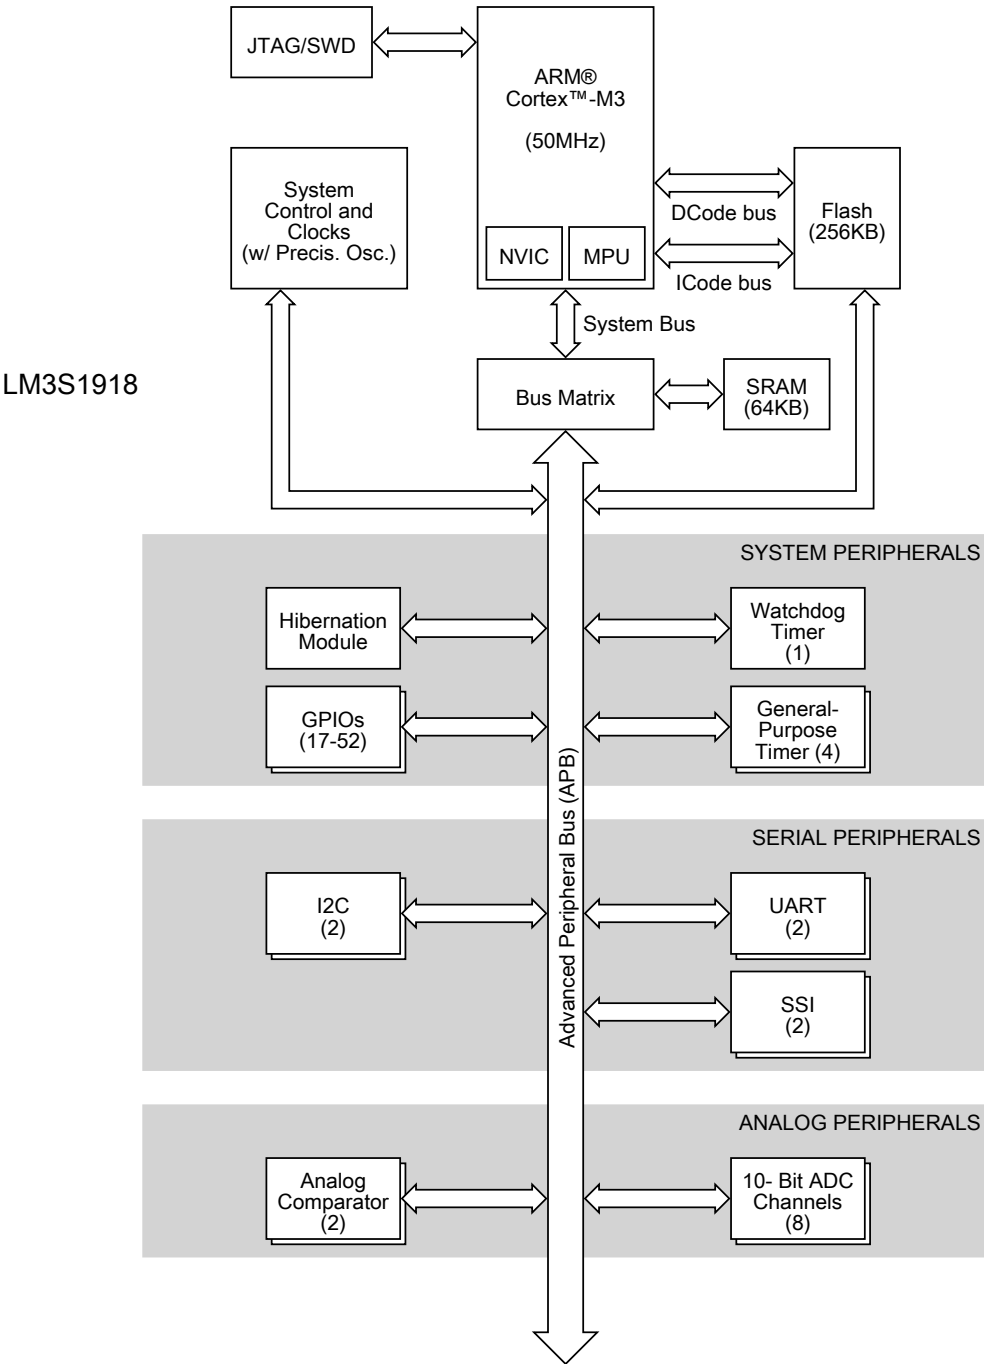 JTAG/SWD
ARM®
Cortex™-M3
(50MHz)
NVIC
MPU
System
Control and
Clocks
(w/ Precis. Osc.)
DCode bus
ICode bus
Flash
(256KB)
System Bus
LM3S1918
Bus Matrix
SRAM
(64KB)
SYSTEM PERIPHERALS
Hibernation
Module
Watchdog
Timer
(1)
GPIOs
(17-52)
General-
Purpose
Timer (4)
Advanced Peripheral Bus (APB)
SERIAL PERIPHERALS
I2C
(2)
UART
(2)
SSI
(2)
ANALOG PERIPHERALS
Analog
Comparator
(2)
10- Bit ADC
Channels
(8)